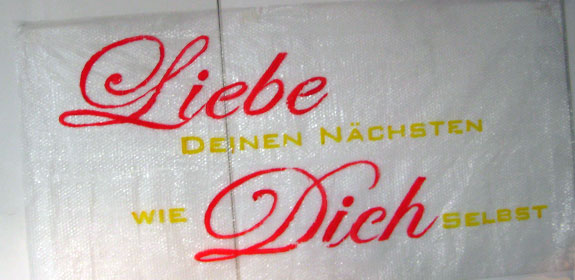 Liebe
DEINEN NÄCHSTEN
WIE Dich SELBST